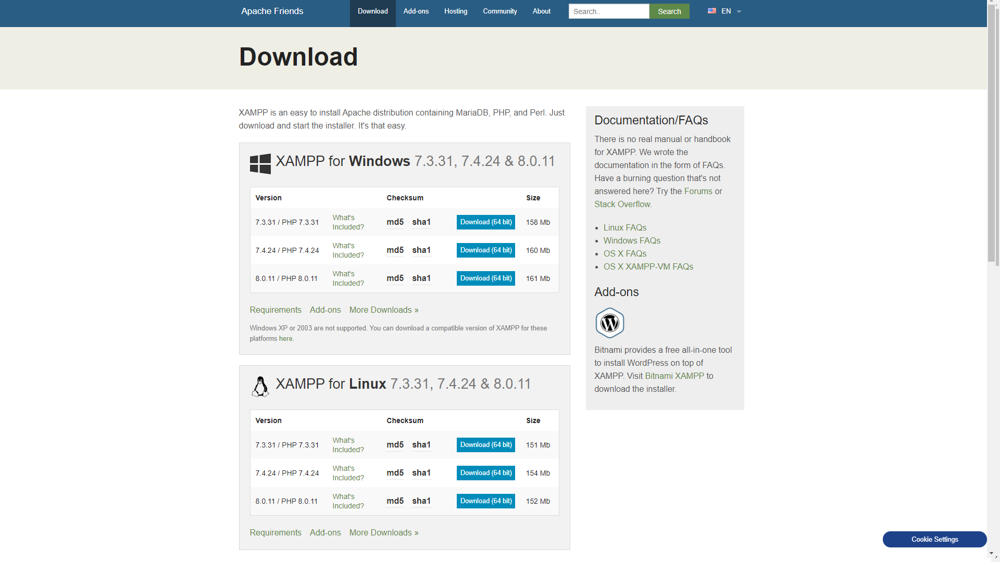 Apache Friends
Download
Add-ons
Hosting
Community
About
Search..
Search
EN
Download
XAMPP is an easy to install Apache distribution containing MariaDB, PHP, and Perl. Just
download and start the installer. It's that easy.
XAMPP for Windows 7.3.31, 7.4.24 & 8.0.11
Version Checksum Size
7.3.31 / PHP 7.3.31 What's Included? md5 sha1 Download (64 bit) 158 Mb
7.4.24 / PHP 7.4.24 What's Included? md5 sha1 Download (64 bit) 160 Mb
8.0.11 / PHP 8.0.11 What's Included? md5 sha1 Download (64 bit) 161 Mb
Requirements Add-ons More Downloads »
Windows XP or 2003 are not supported. You can download a compatible version of XAMPP for these
platforms here.
XAMPP for Linux 7.3.31, 7.4.24 & 8.0.11
Version Checksum Size
7.3.31 / PHP 7.3.31 What's Included? md5 sha1 Download (64 bit) 151 Mb
7.4.24 / PHP 7.4.24 What's Included? md5 sha1 Download (64 bit) 154 Mb
8.0.11 / PHP 8.0.11 What's Included? md5 sha1 Download (64 bit) 152 Mb
Requirements Add-ons More Downloads »
Documentation/FAQs
There is no real manual or handbook
for XAMPP. We wrote the
documentation in the form of FAQs.
Have a burning question that's not
answered here? Try the Forums or
Stack Overflow.
• Linux FAQs
• Windows FAQs
• OS X FAQs
• OS X XAMPP-VM FAQs
Add-ons
Bitnami provides a free all-in-one tool
to install WordPress on top of
XAMPP. Visit Bitnami XAMPP to
download the installer.
Cookie Settings